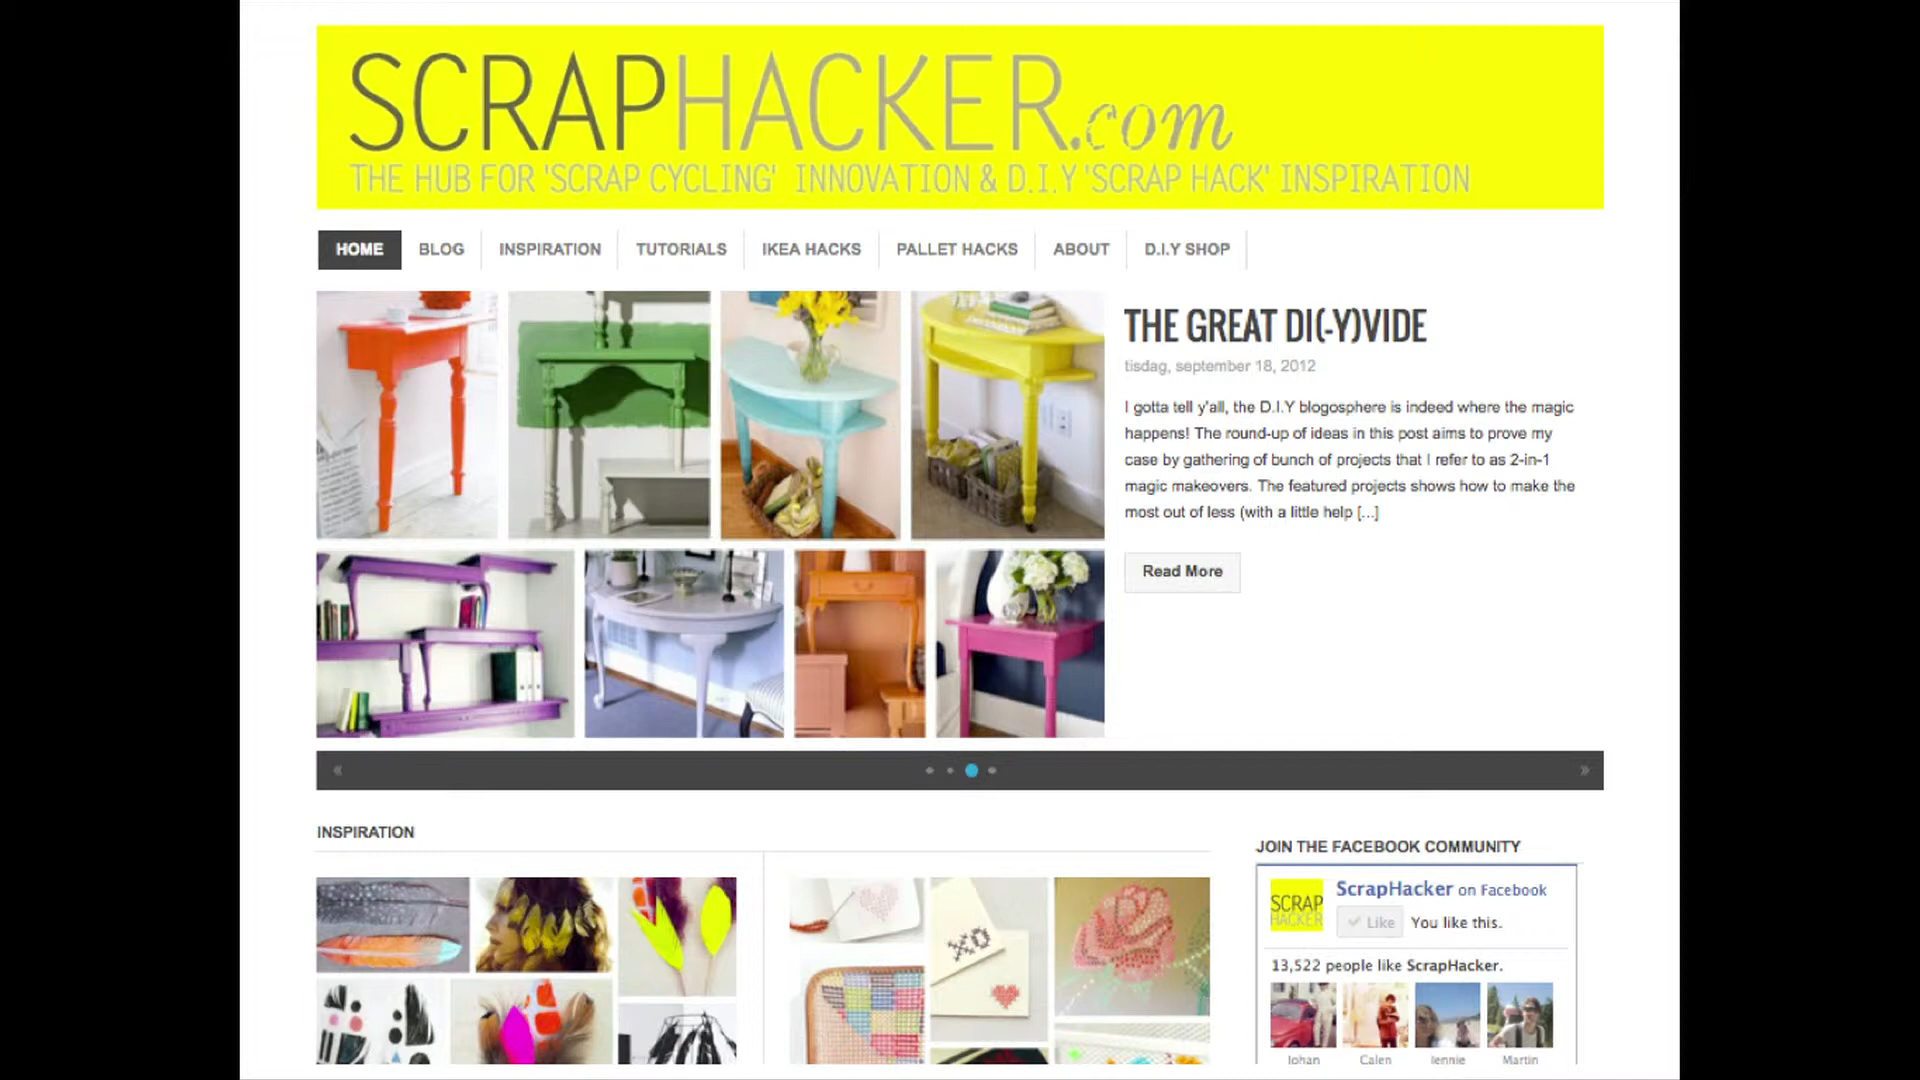 SCRAPHACKER.com
THE HUB FOR 'SCRAP CYCLING' INNOVATION & D.I.Y 'SCRAP HACK' INSPIRATION
HOME BLOG INSPIRATION TUTORIALS IKEA HACKS PALLET HACKS ABOUT D.I.Y SHOP
THE GREAT DI(-Y)VIDE
tisdag, september 18, 2012
I gotta tell y'all, the D.I.Y blogosphere is indeed where the magic
happens! The round-up of ideas in this post aims to prove my
case by gathering of bunch of projects that I refer to as 2-in-1
magic makeovers. The featured projects shows how to make the
most out of less (with a little help [...]
Read More
« »
INSPIRATION
XO
JOIN THE FACEBOOK COMMUNITY
SCRAP
HACKER
ScrapHacker on Facebook
Like You like this.
13,522 people like ScrapHacker.
Johan Calen Jennie Martin